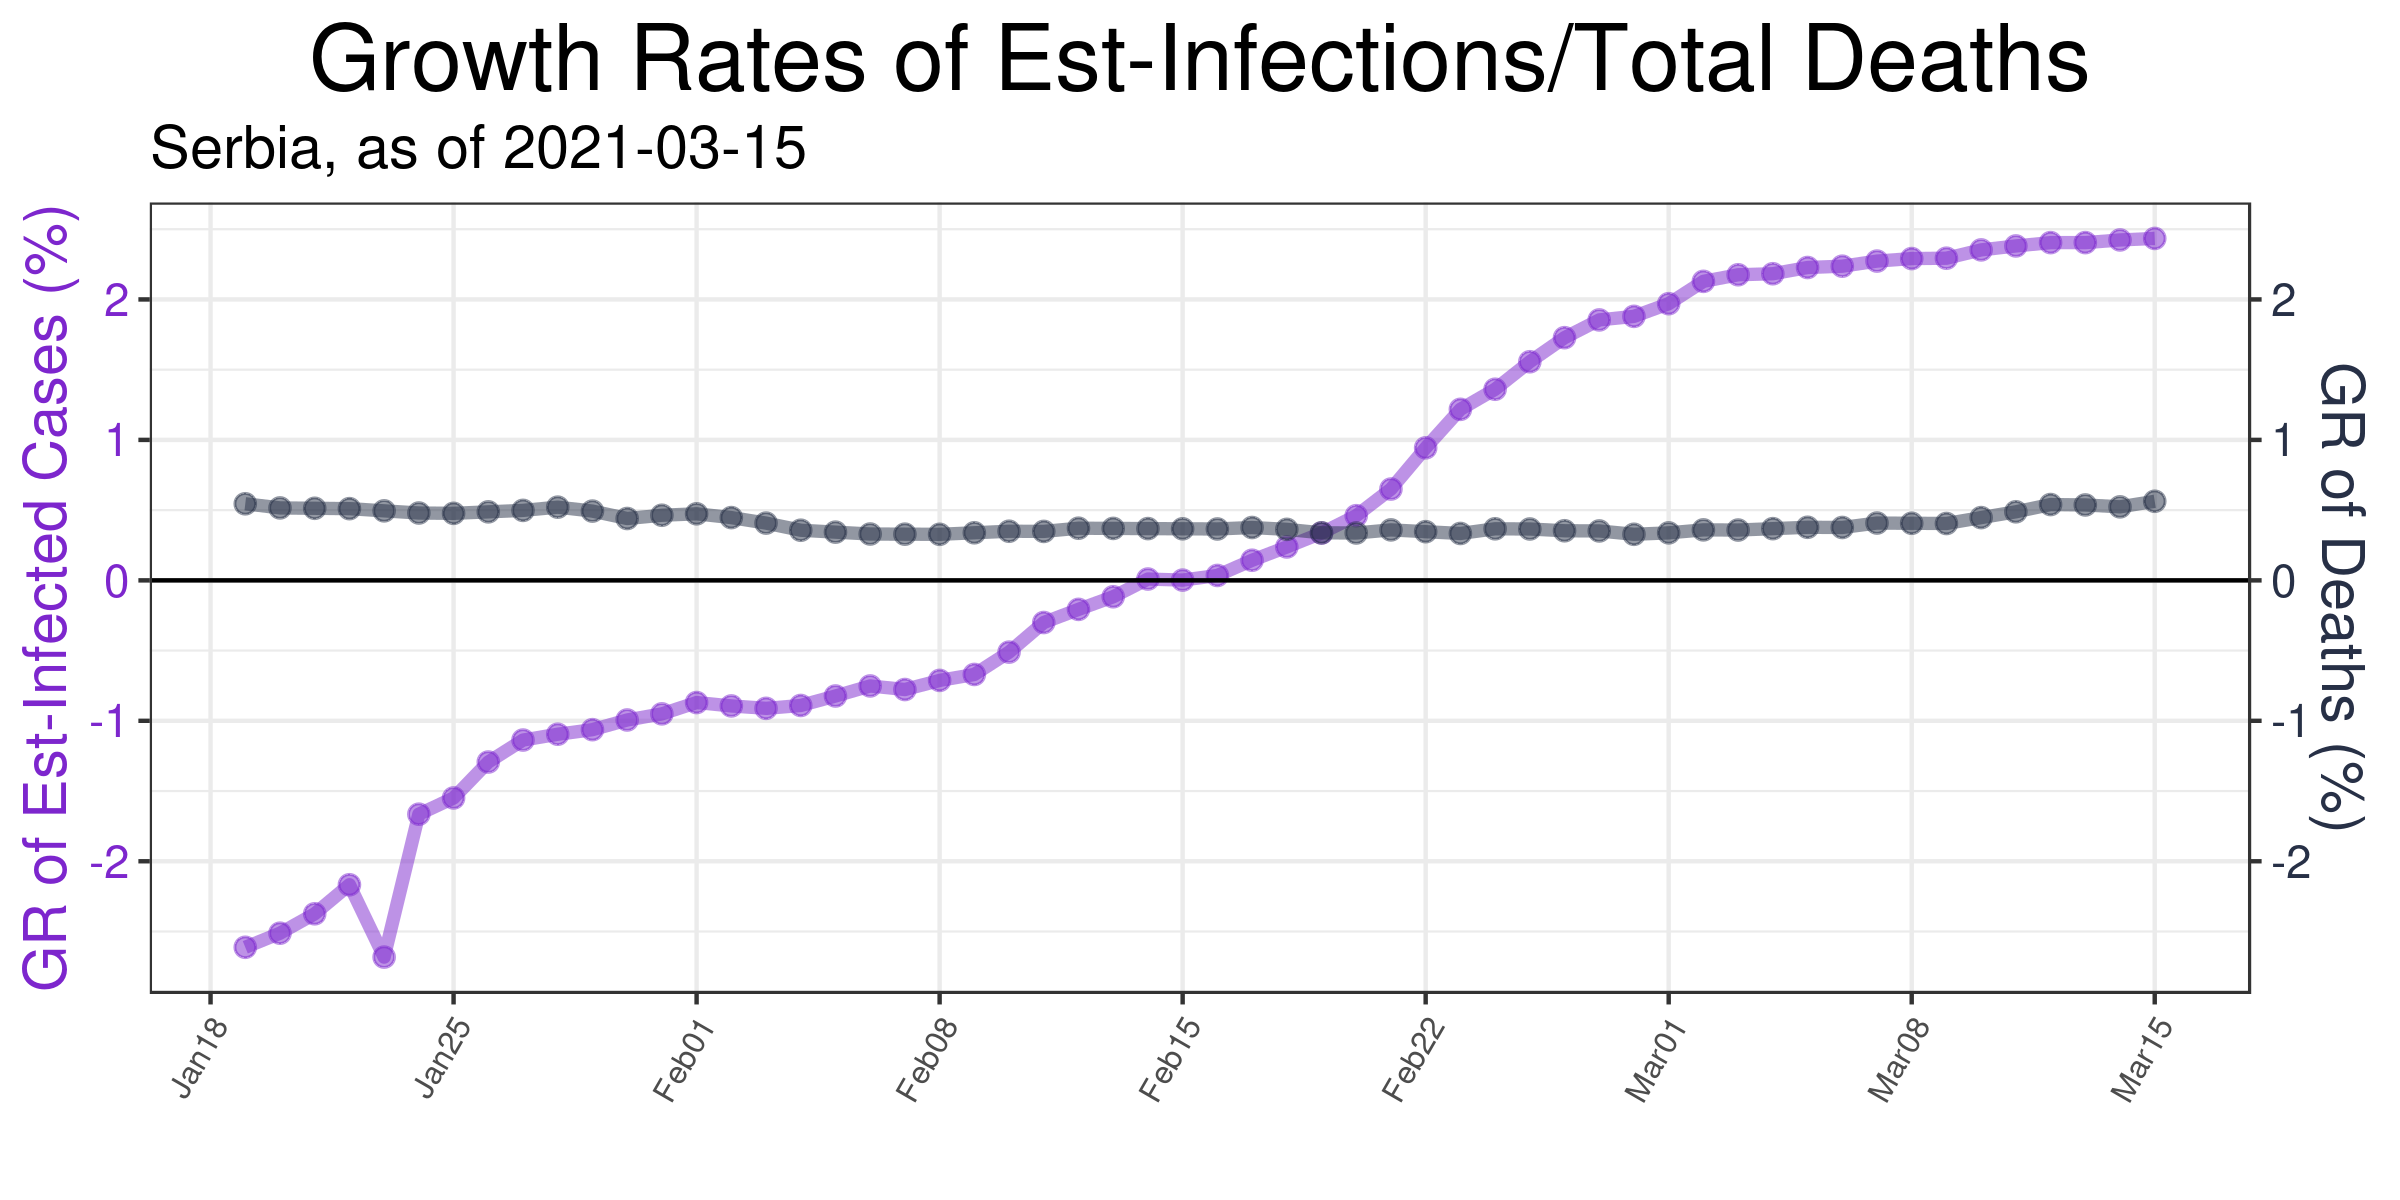 Growth Rates of Est-Infections/Total Deaths
Serbia, as of 2021-03-15
GR of Est-Infected Cases (%)
2
1
0
-1
-2
2
1
0
-1
-2
GR of Deaths (%)
Jan18
Jan25
Feb01
Feb08
Feb15
Feb22
Mar01
Mar08
Mar15